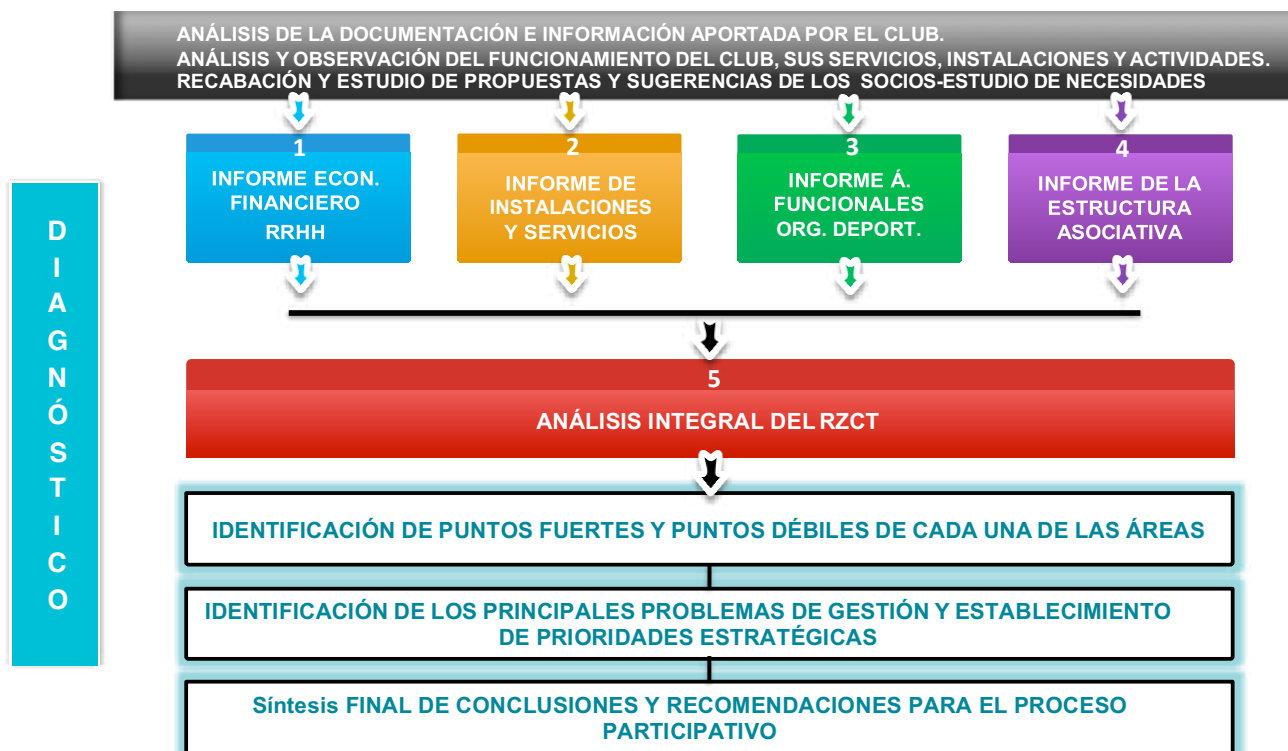 ANÁLISIS DE LA DOCUMENTACIÓN E INFORMACIÓN APORTADA POR EL CLUB.
ANÁLISIS Y OBSERVACIÓN DEL FUNCIONAMIENTO DEL CLUB, SUS SERVICIOS, INSTALACIONES Y ACTIVIDADES.
RECABACIÓN Y ESTUDIO DE PROPUESTAS Y SUGERENCIAS DE LOS SOCIOS-ESTUDIO DE NECESIDADES
DIAGNÓSTICO
1
INFORME ECON.
FINANCIERO
RRHH
2
INFORME DE
INSTALACIONES
Y SERVICIOS
3
INFORME Á.
FUNCIONALES
ORG. DEPORT.
4
INFORME DE LA
ESTRUCTURA
ASOCIATIVA
5
ANÁLISIS INTEGRAL DEL RZCT
IDENTIFICACIÓN DE PUNTOS FUERTES Y PUNTOS DÉBILES DE CADA UNA DE LAS ÁREAS
IDENTIFICACIÓN DE LOS PRINCIPALES PROBLEMAS DE GESTIÓN Y ESTABLECIMIENTO
DE PRIORIDADES ESTRATÉGICAS
Síntesis FINAL DE CONCLUSIONES Y RECOMENDACIONES PARA EL PROCESO
PARTICIPATIVO